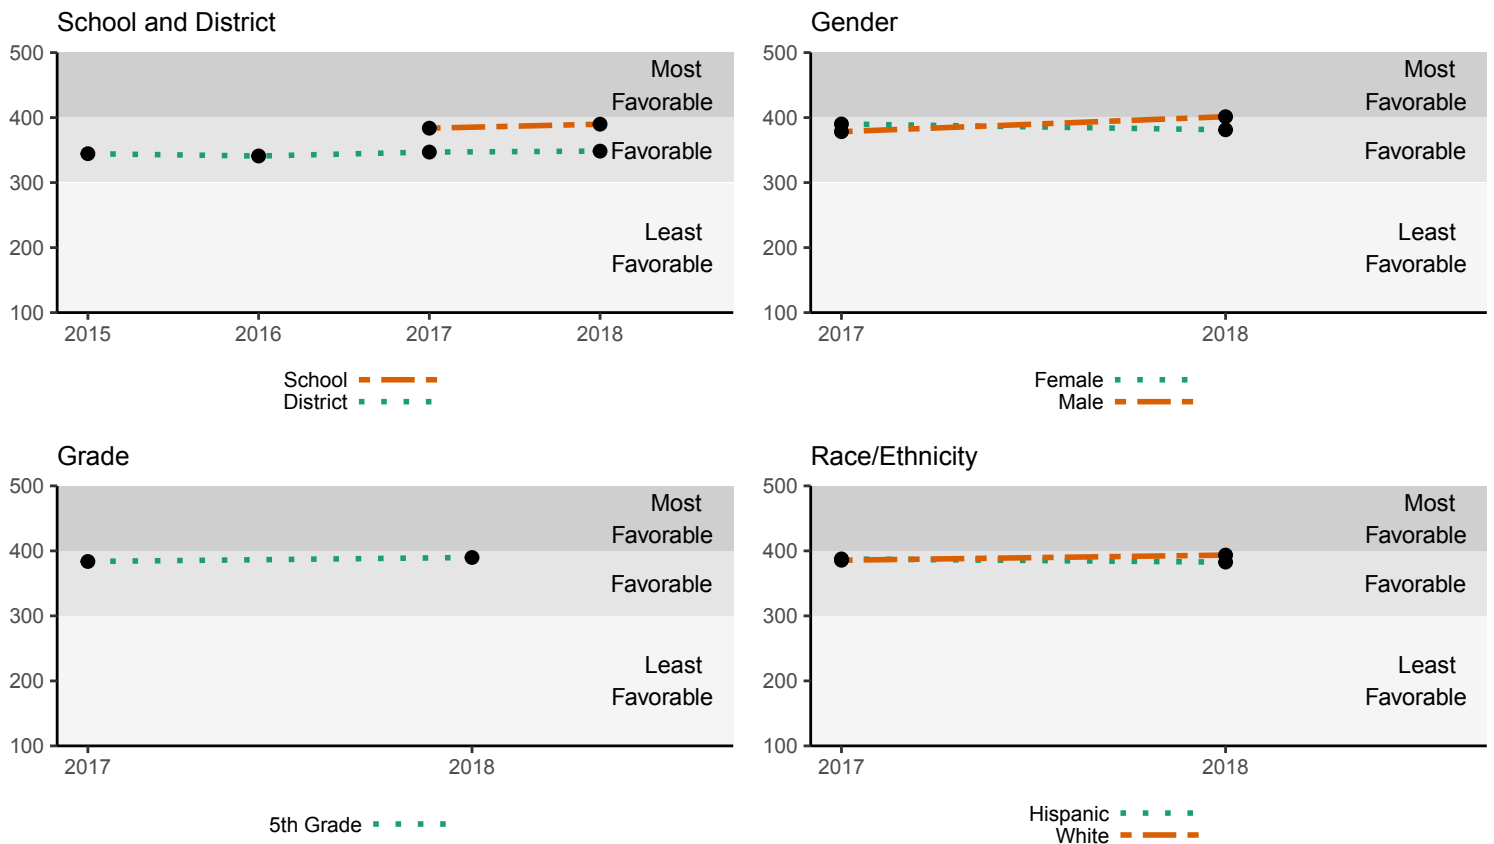 School and District
500
400
300
200
100
Most
Favorable
Favorable
Least
Favorable
2015 2016 2017 2018
School
District
Gender
500
400
300
200
100
Most
Favorable
Favorable
Least
Favorable
2017 2018
Female
Male
Grade
500
400
300
200
100
Most
Favorable
Favorable
Least
Favorable
2017 2018
5th Grade
Race/Ethnicity
500
400
300
200
100
Most
Favorable
Favorable
Least
Favorable
2017 2018
Hispanic
White